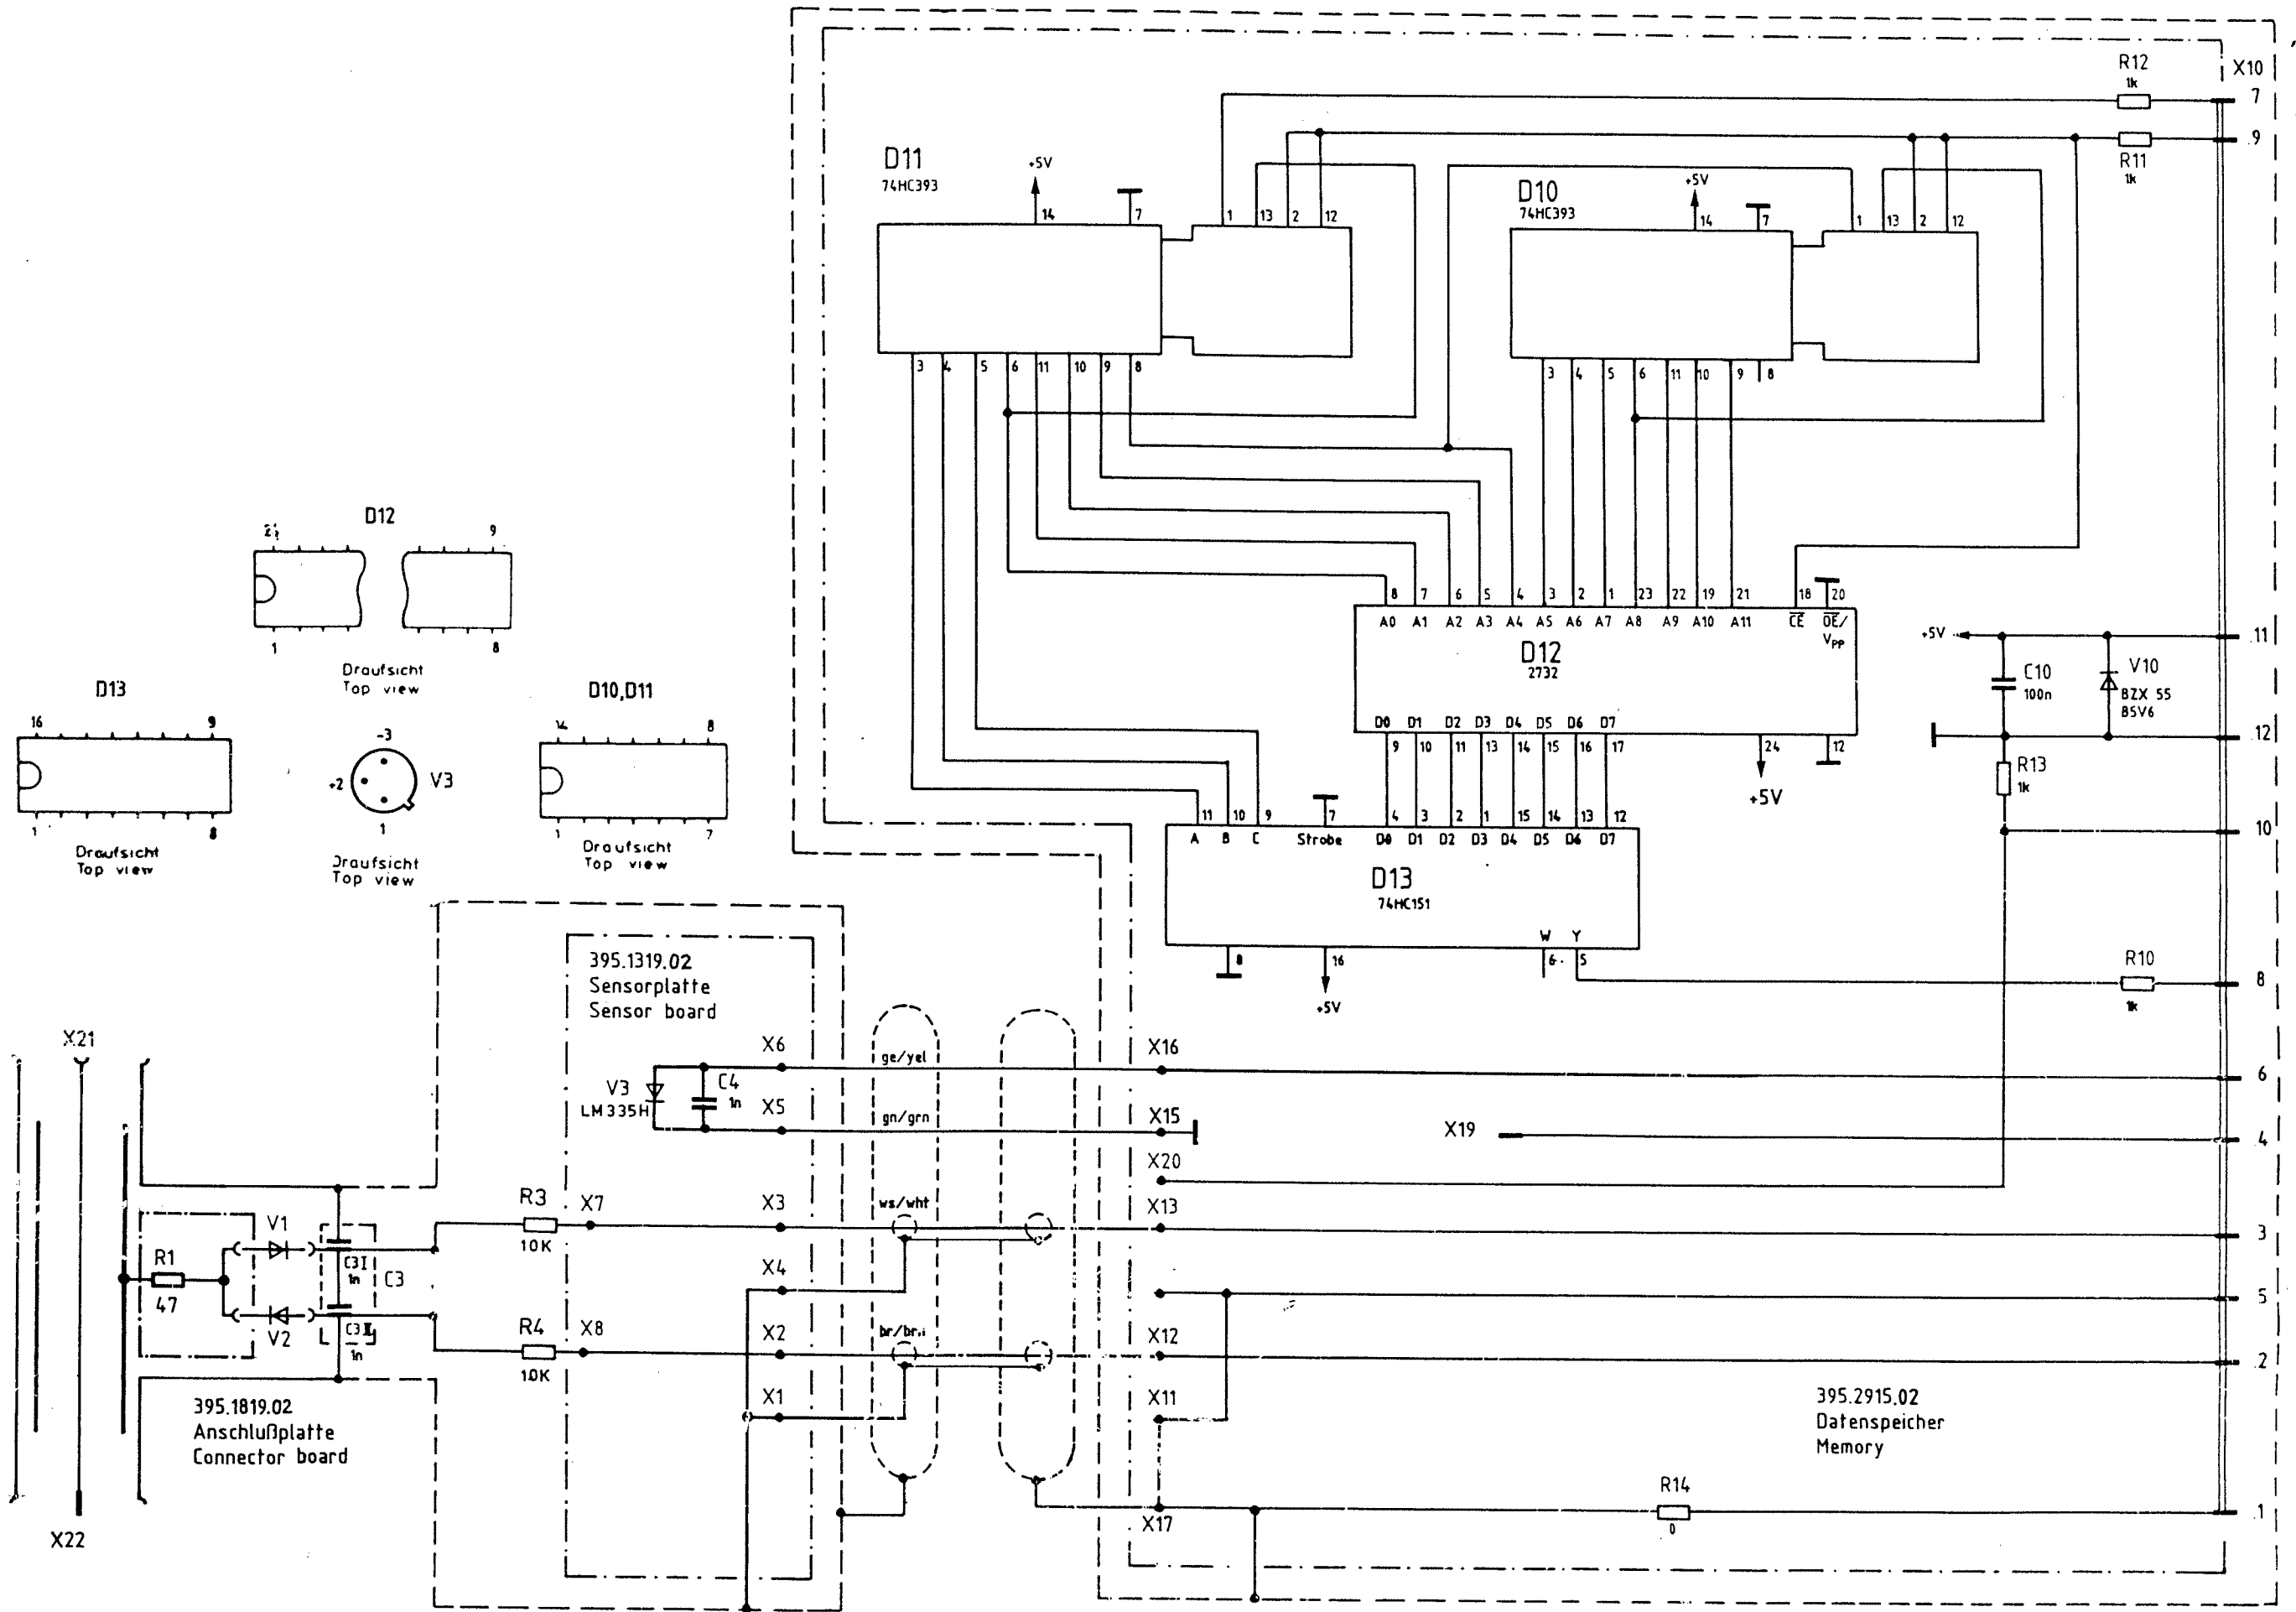 R12
1k
X10
7
9
R11
1k
D11
74HC393
+5V
14
7
1
13
2
12
D10
74HC393
+5V
14
7
1
13
2
12
3
4
5
6
11
10
9
8
3
4
5
6
11
10
9
8
D12
9
1
8
Draufsicht
Top view
D13
16
9
1
8
Draufsicht
Top view
-3
+2
V3
1
Draufsicht
Top view
D10,D11
14
8
1
7
Draufsicht
Top view
8
7
6
5
4
3
2
1
23
22
19
21
18
20
A0
A1
A2
A3
A4
A5
A6
A7
A8
A9
A10
A11
CE
OE/
VPP
D12
2732
D0
D1
D2
D3
D4
D5
D6
D7
9
10
11
13
14
15
16
17
24
12
+5V
+5V
11
C10
100n
V10
BZX 55
B5V6
12
R13
1k
10
11
10
9
7
4
3
2
1
15
14
13
12
A
B
C
Strobe
D0
D1
D2
D3
D4
D5
D6
D7
D13
74HC151
W
Y
8
16
6
5
+5V
R10
1k
8
395.1319.02
Sensorplatte
Sensor board
X21
X6
ge/yel
X16
6
V3
LM335H
C4
1n
X5
gn/grn
X15
X19
4
X20
R3
10K
X7
X3
ws/wht
X13
3
V1
R1
47
C3I
1n
C3
X4
5
V2
C3II
1n
R4
10K
X8
X2
br/brn
X12
2
X1
X11
395.1819.02
Anschlußplatte
Connector board
395.2915.02
Datenspeicher
Memory
R14
0
X17
1
X22